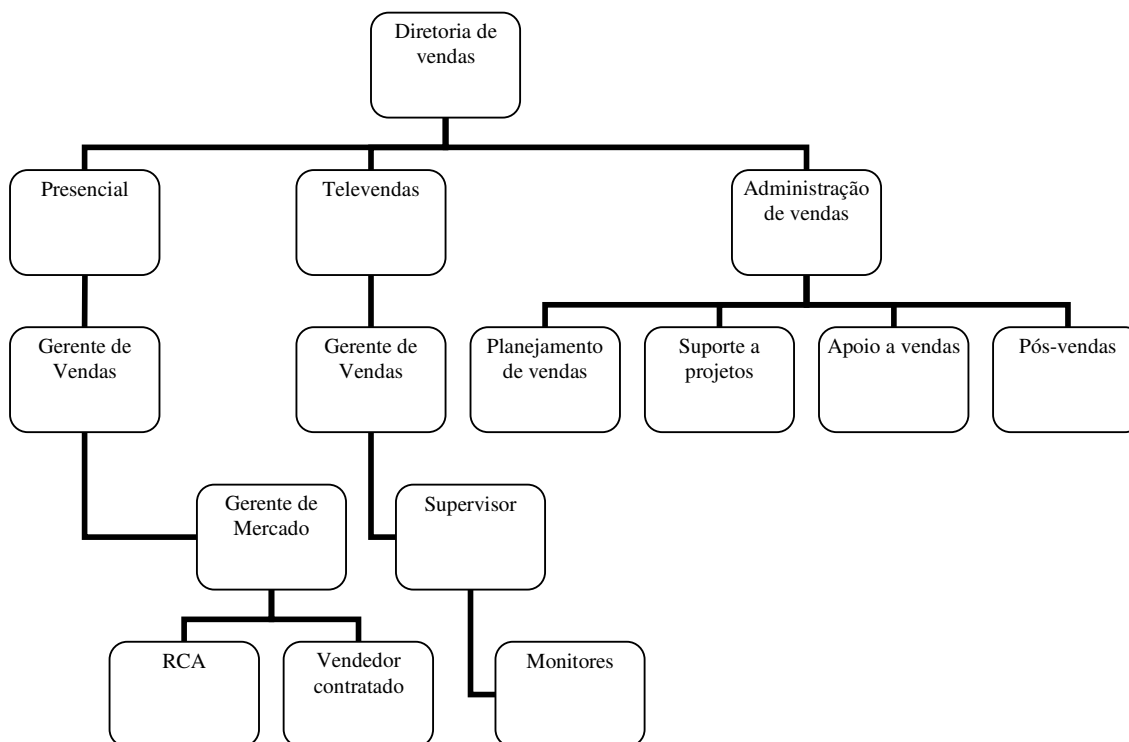 Diretoria de
vendas
Presencial
Televendas
Administração
de vendas
Gerente de
Vendas
Gerente de
Vendas
Planejamento
de vendas
Suporte a
projetos
Apoio a vendas
Pós-vendas
Gerente de
Mercado
Supervisor
RCA
Vendedor
contratado
Monitores